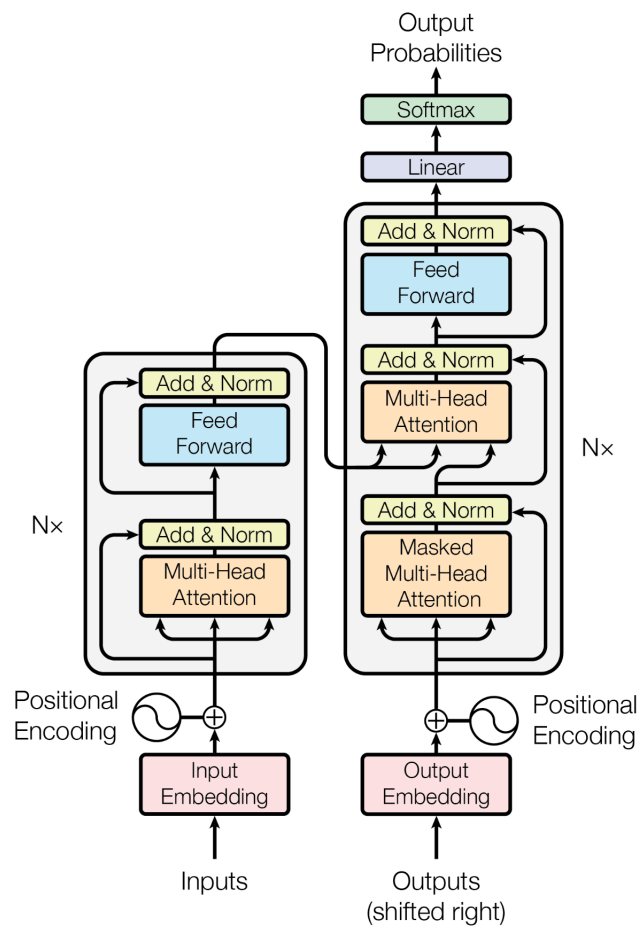 Output
Probabilities
Softmax
Linear
Add & Norm
Feed
Forward
Add & Norm
Multi-Head
Attention
Nx
Add & Norm
Masked
Multi-Head
Attention
Add & Norm
Feed
Forward
N×
Add & Norm
Multi-Head
Attention
Positional
Encoding
Positional
Encoding
Input
Embedding
Output
Embedding
Inputs
Outputs
(shifted right)